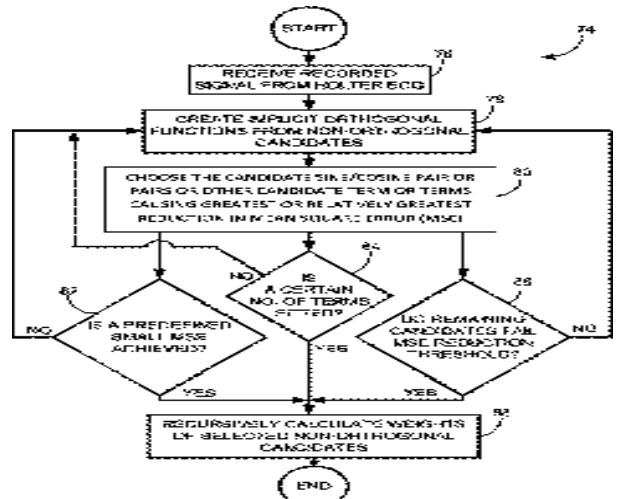 START
74
76
RECEIVE RECORDED
SIGNAL FROM HOLTER ECG
78
CREATE IMPLICIT ORTHOGONAL
FUNCTIONS FROM NON-ORTHOGONAL
CANDIDATES
CHOOSE THE CANDIDATE SINE/COSINE PAIR OR
PAIRS OR OTHER CANDIDATE TERM OR TERMS
CAUSING GREATEST OR RELATIVELY GREATEST
REDUCTION IN MEAN SQUARE ERROR (MSE)
84
NO
IS
A CERTAIN
NO. OF TERMS
FITTED?
YES
82
NO
IS A PREDEFINED
SMALL MSE
ACHIEVED?
YES
86
DO REMAINING
CANDIDATES FAIL
MSE REDUCTION
THRESHOLD?
NO
YES
RECURSIVELY CALCULATE WEIGHTS
OF SELECTED NON-ORTHOGONAL
CANDIDATES
END